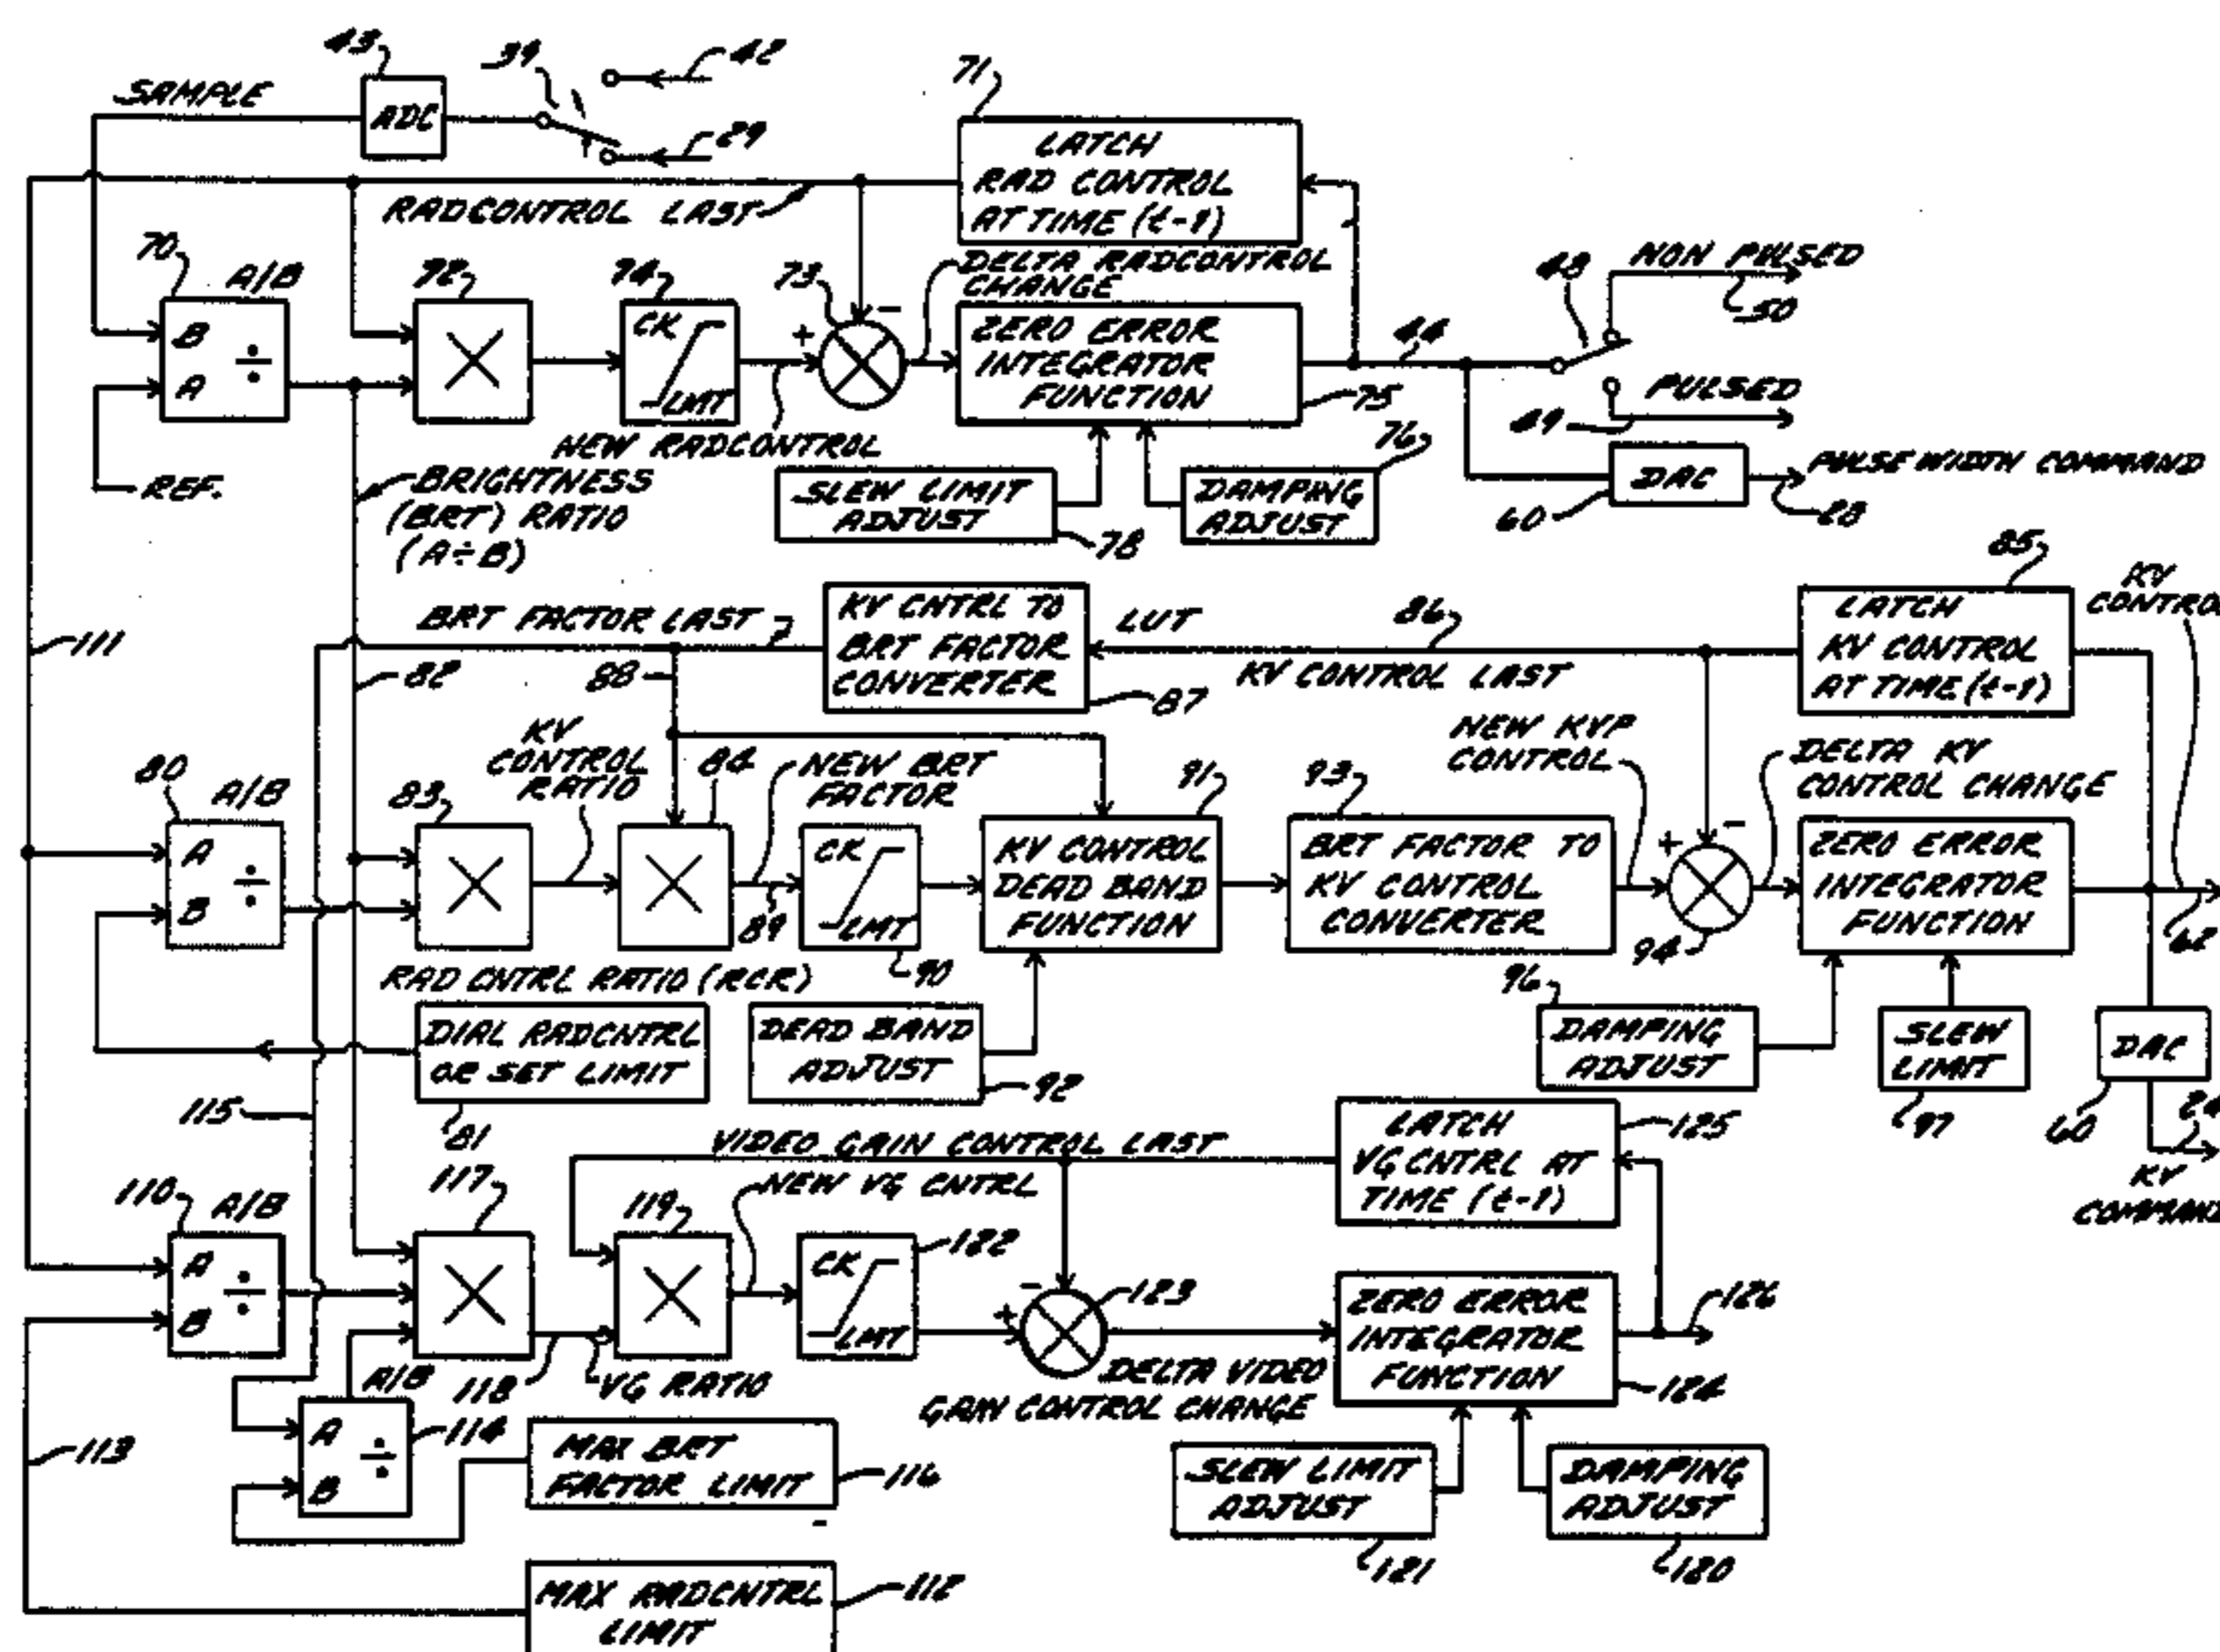 43
39
42
SAMPLE
ADC
29
71
LATCH
RAD CONTROL
AT TIME (t-1)
RADCONTROL LAST
70
A/B
B
A
÷
72
74
CK
LMT
73
+
-
DELTA RADCONTROL
CHANGE
ZERO ERROR
INTEGRATOR
FUNCTION
75
44
48
NON PULSED
50
PULSED
49
NEW RADCONTROL
REF.
BRIGHTNESS
(BRT) RATIO
(A÷B)
SLEW LIMIT
ADJUST
78
DAMPING
ADJUST
76
DAC
60
PULSE WIDTH COMMAND
28
111
82
BRT FACTOR LAST
88
KV CNTRL TO
BRT FACTOR
CONVERTER
87
LUT
86
KV CONTROL LAST
85
LATCH
KV CONTROL
AT TIME (t-1)
KV
CONTROL
80
A/B
A
B
÷
83
KV
CONTROL
RATIO
84
NEW BRT
FACTOR
89
CK
LMT
90
91
KV CONTROL
DEAD BAND
FUNCTION
93
BRT FACTOR TO
KV CONTROL
CONVERTER
NEW KVP
CONTROL
+
-
94
DELTA KV
CONTROL CHANGE
ZERO ERROR
INTEGRATOR
FUNCTION
62
RAD CNTRL RATIO (RCR)
DIAL RADCNTRL
OR SET LIMIT
81
DEAD BAND
ADJUST
92
96
DAMPING
ADJUST
SLEW
LIMIT
97
DAC
60
24
KV
COMMAND
115
VIDEO GAIN CONTROL LAST
LATCH
VG CNTRL AT
TIME (t-1)
125
110
A/B
A
B
÷
117
119
NEW VG CNTRL
CK
LMT
122
-
+
123
ZERO ERROR
INTEGRATOR
FUNCTION
124
126
118
VG RATIO
DELTA VIDEO
GAIN CONTROL CHANGE
A/B
A
B
÷
114
113
MAX BRT
FACTOR LIMIT
116
SLEW LIMIT
ADJUST
121
DAMPING
ADJUST
120
MAX RADCNTRL
LIMIT
112